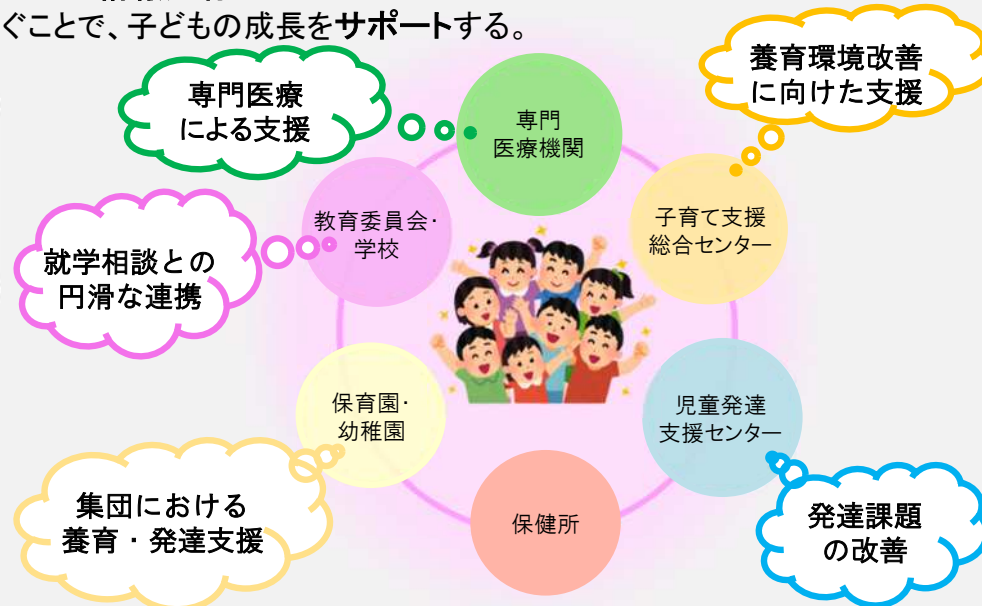 ぐことで、子どもの成長をサポートする。
養育環境改善
に向けた支援
専門医療
による支援
専門
医療機関
教育委員会・
学校
子育て支援
総合センター
就学相談との
円滑な連携
保育園・
幼稚園
児童発達
支援センター
集団における
養育・発達支援
保健所
発達課題
の改善